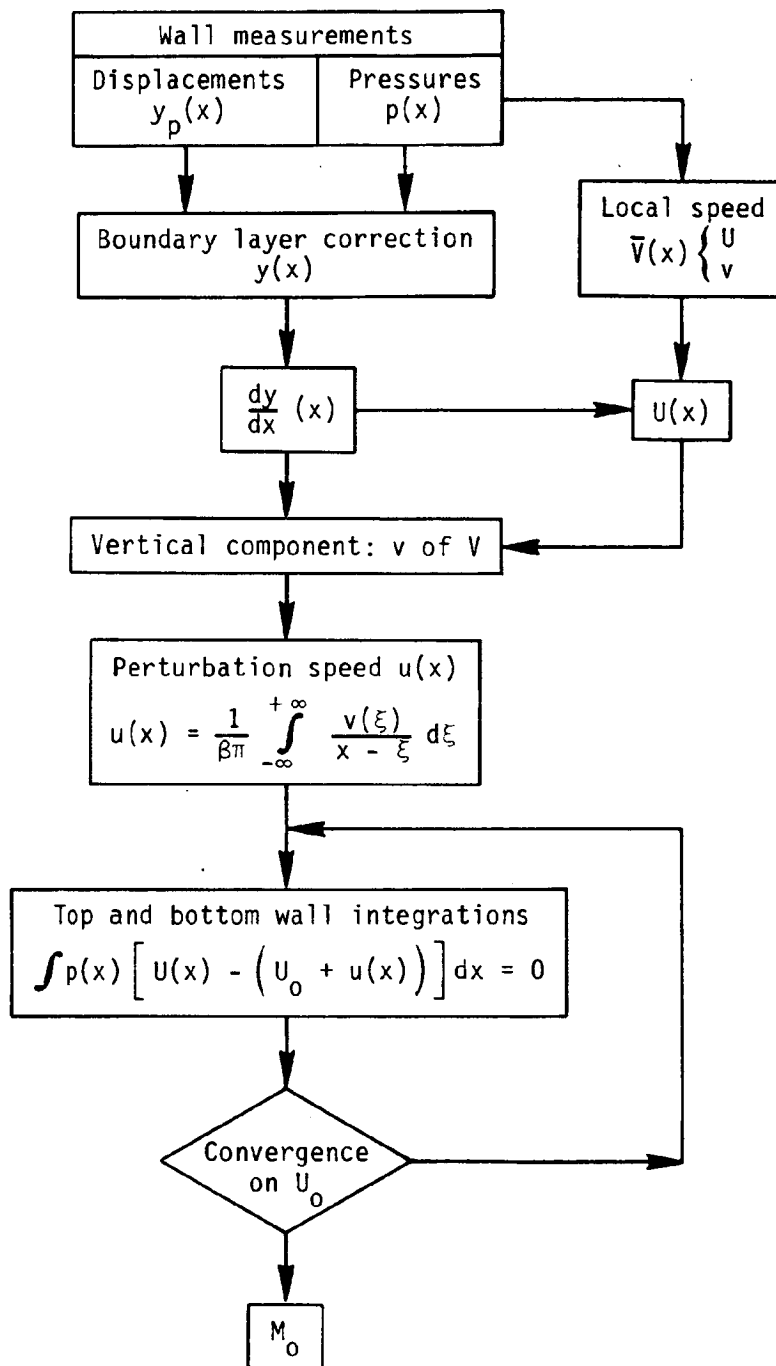 Wall measurements
Displacements
y_p(x)
Pressures
p(x)
Local speed
V̅(x) { U
v
Boundary layer correction
y(x)
dy
dx (x)
U(x)
Vertical component: v of V
Perturbation speed u(x)
u(x) = 1/βπ ∫_{-∞}^{+∞} v(ξ)/(x - ξ) dξ
Top and bottom wall integrations
∫p(x) [U(x) - (U_o + u(x))] dx = 0
Convergence
on U_o
M_o